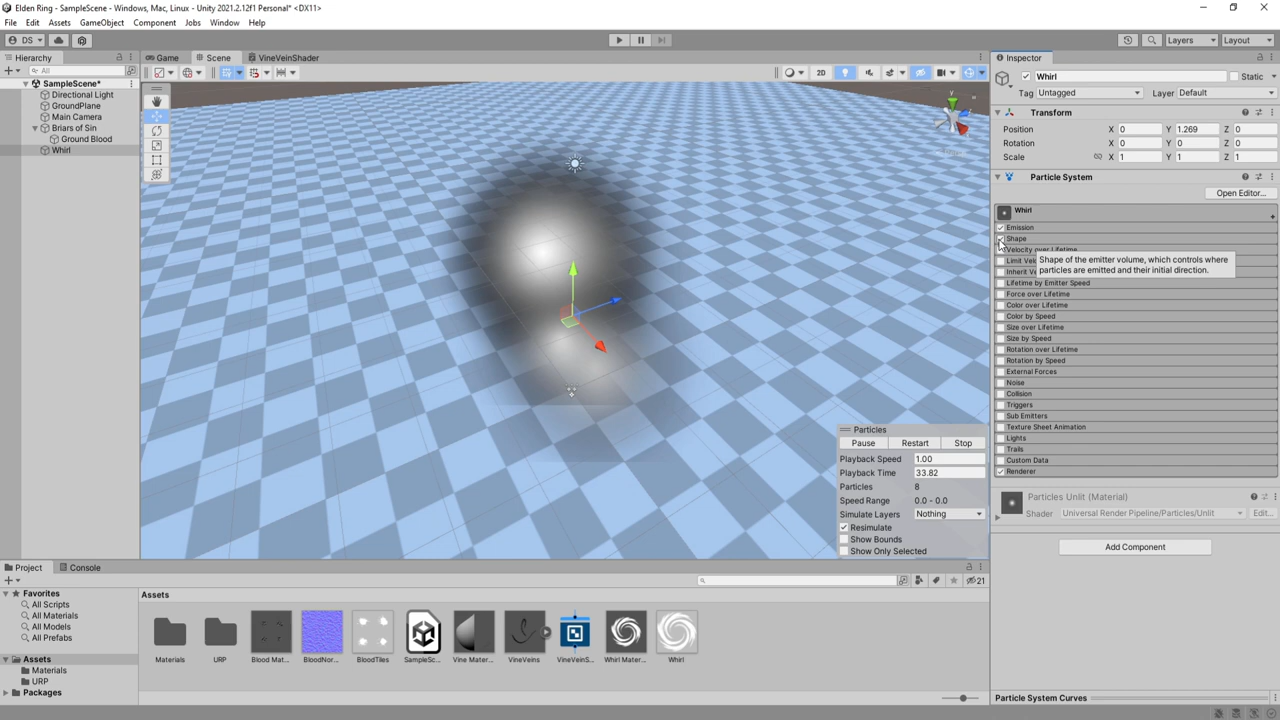 Elden Ring - SampleScene - Windows, Mac, Linux - Unity 2021.2.12f1 Personal* <DX11>
File Edit Assets GameObject Component Jobs Window Help
DS Layers Layout
Hierarchy
All
SampleScene*
Directional Light
GroundPlane
Main Camera
Briars of Sin
Ground Blood
Whirl
Game Scene VineVeinShader
2D
y
Particles
Pause Restart Stop
Playback Speed 1.00
Playback Time 33.82
Particles 8
Speed Range 0.0 - 0.0
Simulate Layers Nothing
Resimulate
Show Bounds
Show Only Selected
Inspector
Whirl Static
Tag Untagged Layer Default
Transform
Position X 0 Y 1.269 Z 0
Rotation X 0 Y 0 Z 0
Scale X 1 Y 1 Z 1
Particle System
Open Editor...
Whirl
Emission
Shape
Velocity over Lifetime
Limit Vel
Inherit Ve
Shape of the emitter volume, which controls where
particles are emitted and their initial direction.
Lifetime by Emitter Speed
Force over Lifetime
Color over Lifetime
Color by Speed
Size over Lifetime
Size by Speed
Rotation over Lifetime
Rotation by Speed
External Forces
Noise
Collision
Triggers
Sub Emitters
Texture Sheet Animation
Lights
Trails
Custom Data
Renderer
Particles Unlit (Material)
Shader Universal Render Pipeline/Particles/Unlit Edit...
Add Component
Particle System Curves
Project Console
21
Favorites
All Scripts
All Materials
All Models
All Prefabs
Assets
Materials
URP
Packages
Assets
Materials URP Blood Mat... BloodNor... BloodTiles SampleSc... Vine Mater... VineVeins VineVeinS... Whirl Mater... Whirl